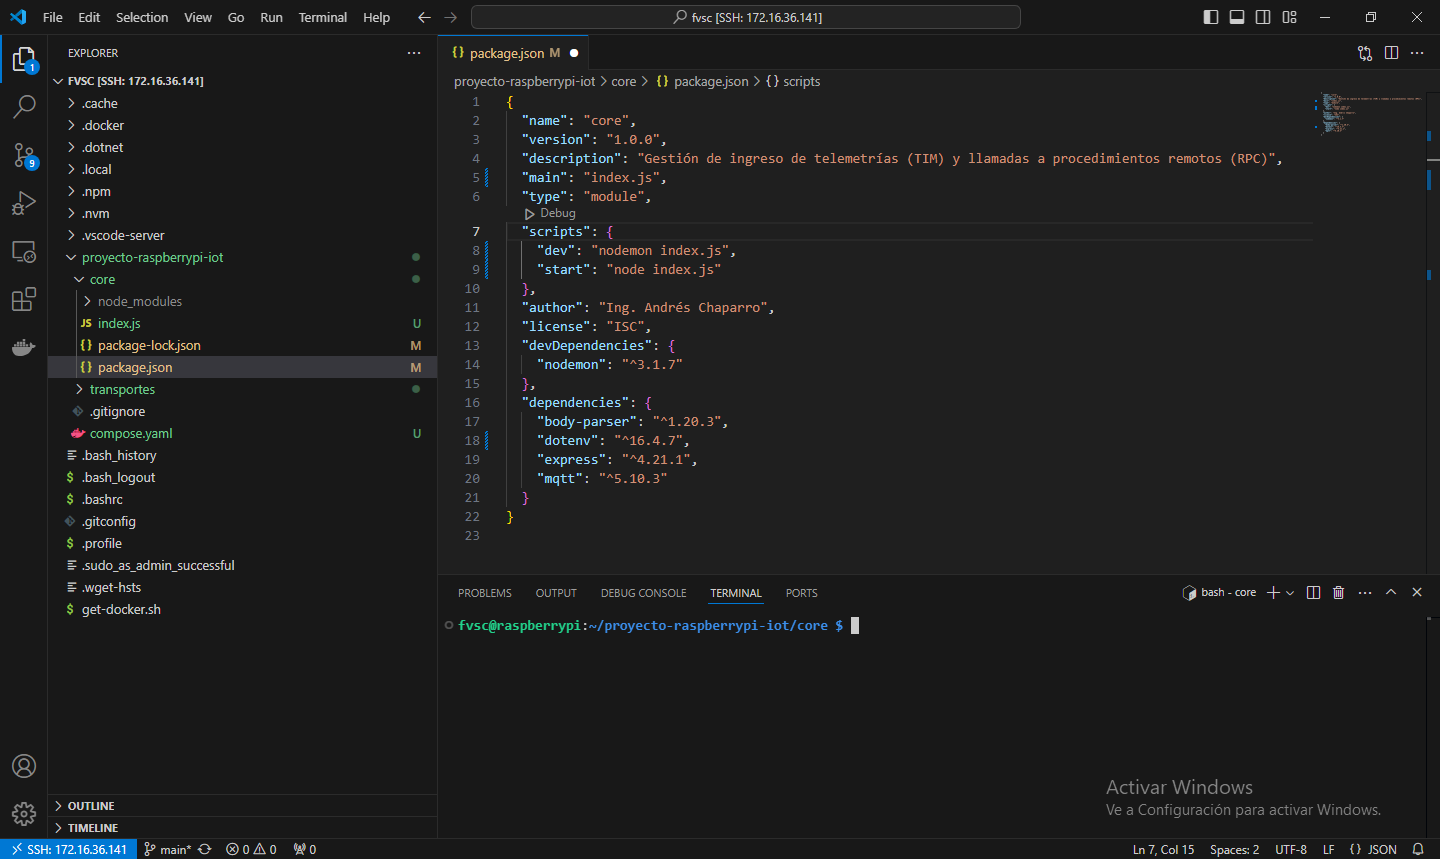 File Edit Selection View Go Run Terminal Help
fvsc [SSH: 172.16.36.141]
EXPLORER
FVSC [SSH: 172.16.36.141]
.cache
.docker
.dotnet
.local
.npm
.nvm
.vscode-server
proyecto-raspberrypi-iot
core
node_modules
JS index.js U
{} package-lock.json M
{} package.json M
transportes
.gitignore
compose.yaml U
.bash_history
$ .bash_logout
$ .bashrc
.gitconfig
$ .profile
.sudo_as_admin_successful
.wget-hsts
$ get-docker.sh
OUTLINE
TIMELINE
1
9
{} package.json M
proyecto-raspberrypi-iot > core > {} package.json > {} scripts
1 {
2 "name": "core",
3 "version": "1.0.0",
4 "description": "Gestión de ingreso de telemetrías (TIM) y llamadas a procedimientos remotos (RPC)",
5 "main": "index.js",
6 "type": "module",
Debug
7 "scripts": {
8 "dev": "nodemon index.js",
9 "start": "node index.js"
10 },
11 "author": "Ing. Andrés Chaparro",
12 "license": "ISC",
13 "devDependencies": {
14 "nodemon": "^3.1.7"
15 },
16 "dependencies": {
17 "body-parser": "^1.20.3",
18 "dotenv": "^16.4.7",
19 "express": "^4.21.1",
20 "mqtt": "^5.10.3"
21 }
22 }
23
PROBLEMS OUTPUT DEBUG CONSOLE TERMINAL PORTS
bash - core
fvsc@raspberrypi:~/proyecto-raspberrypi-iot/core $
Activar Windows
Ve a Configuración para activar Windows.
SSH: 172.16.36.141 main* 0 0 0
Ln 7, Col 15 Spaces: 2 UTF-8 LF {} JSON